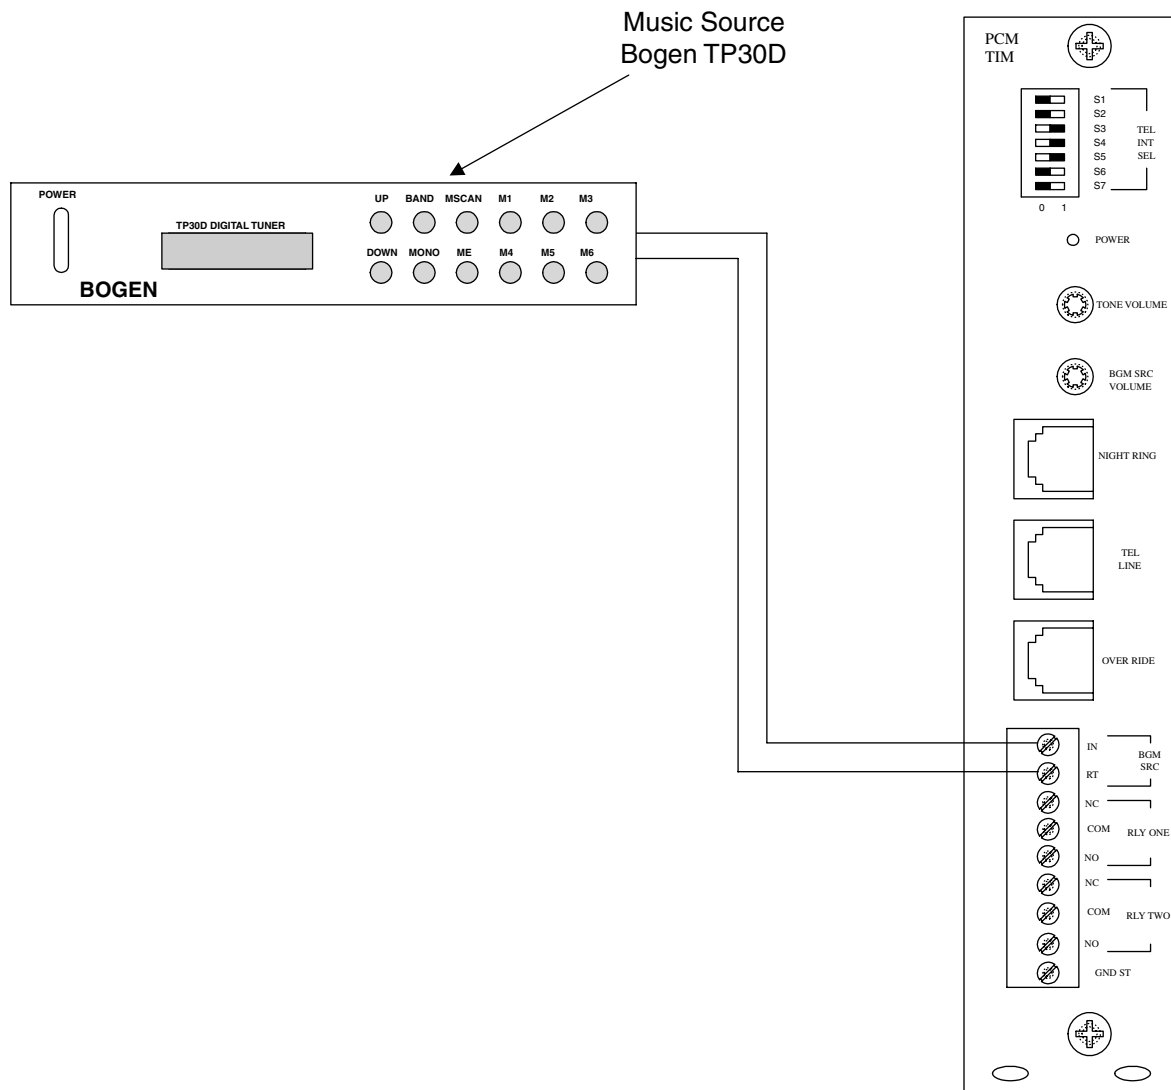 Music Source
Bogen TP30D
POWER
TP30D DIGITAL TUNER
BOGEN
UP BAND MSCAN M1 M2 M3
DOWN MONO ME M4 M5 M6
PCM
TIM
S1
S2
S3
S4
S5
S6
S7
TEL
INT
SEL
0 1
POWER
TONE VOLUME
BGM SRC
VOLUME
NIGHT RING
TEL
LINE
OVER RIDE
IN
RT
BGM
SRC
NC
COM
NO
RLY ONE
NC
COM
NO
RLY TWO
GND ST